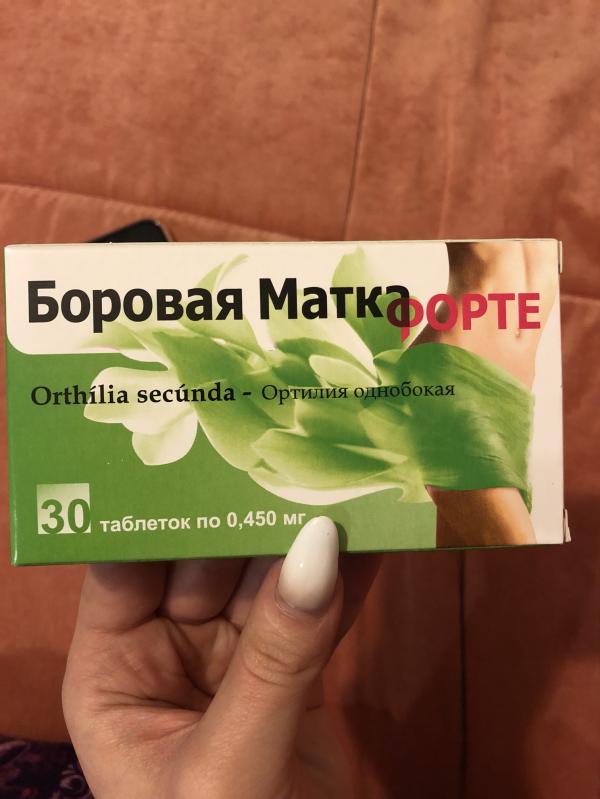 Боровая Матка ФОРТЕ
Orthília secúnda - Ортилия однобокая
30 таблеток по 0,450 мг